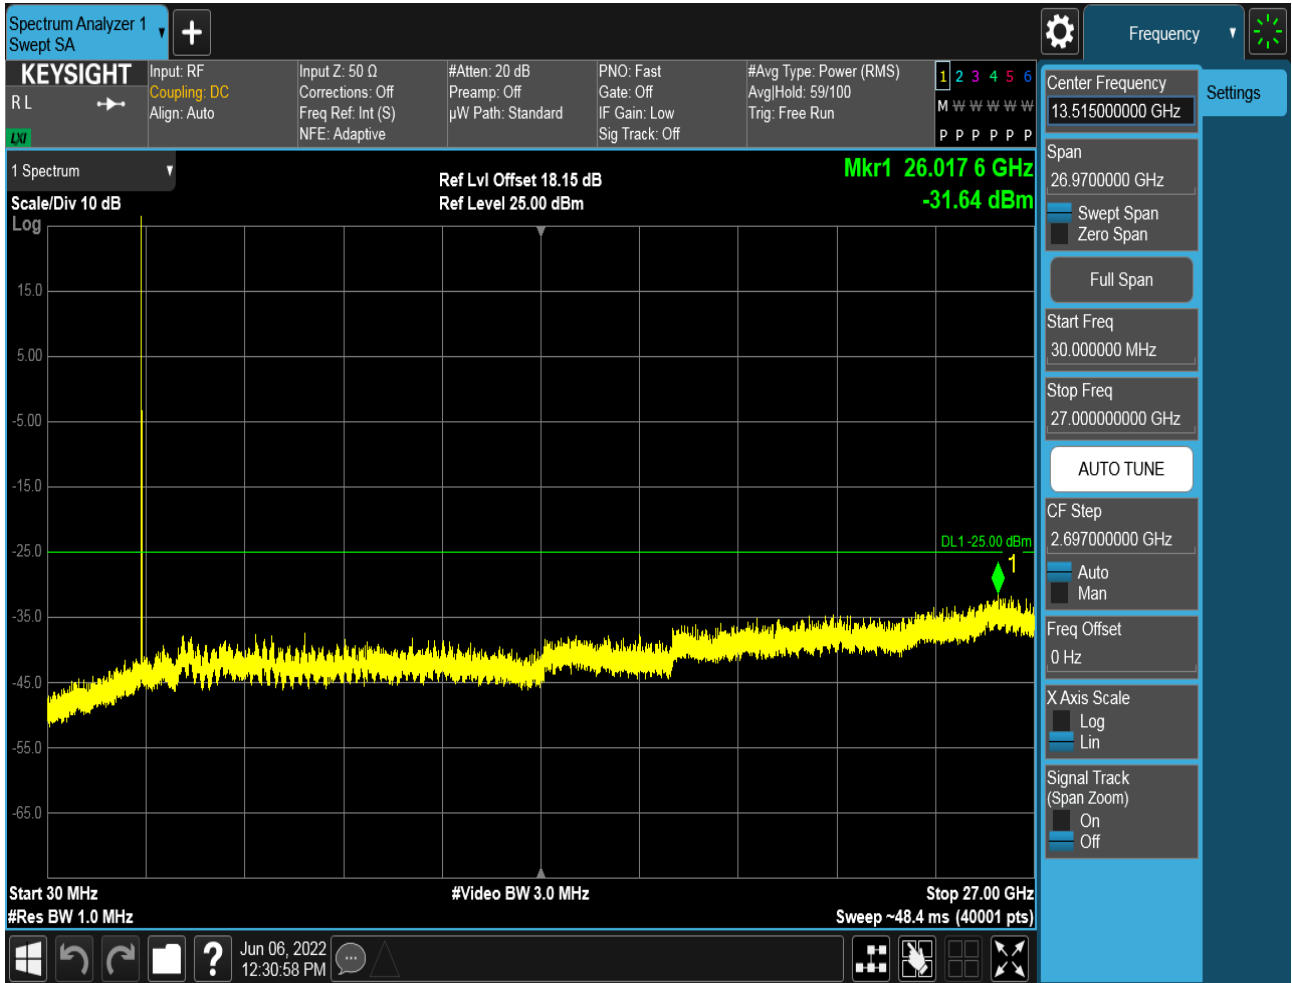 Spectrum Analyzer 1
Swept SA
Frequency
KEYSIGHT
R L
LXI
Input: RF
Coupling: DC
Align: Auto
Input Z: 50 Ω
Corrections: Off
Freq Ref: Int (S)
NFE: Adaptive
#Atten: 20 dB
Preamp: Off
µW Path: Standard
PNO: Fast
Gate: Off
IF Gain: Low
Sig Track: Off
#Avg Type: Power (RMS)
Avg|Hold: 59/100
Trig: Free Run
1 2 3 4 5 6
M W W W W W
P P P P P P
1 Spectrum
Scale/Div 10 dB
Log
Ref Lvl Offset 18.15 dB
Ref Level 25.00 dBm
Mkr1 26.017 6 GHz
-31.64 dBm
15.0
5.00
-5.00
-15.0
-25.0
-35.0
-45.0
-55.0
-65.0
DL1 -25.00 dBm
1
Start 30 MHz
#Res BW 1.0 MHz
#Video BW 3.0 MHz
Stop 27.00 GHz
Sweep ~48.4 ms (40001 pts)
Jun 06, 2022
12:30:58 PM
?
Center Frequency
13.515000000 GHz
Settings
Span
26.9700000 GHz
Swept Span
Zero Span
Full Span
Start Freq
30.000000 MHz
Stop Freq
27.000000000 GHz
AUTO TUNE
CF Step
2.697000000 GHz
Auto
Man
Freq Offset
0 Hz
X Axis Scale
Log
Lin
Signal Track
(Span Zoom)
On
Off